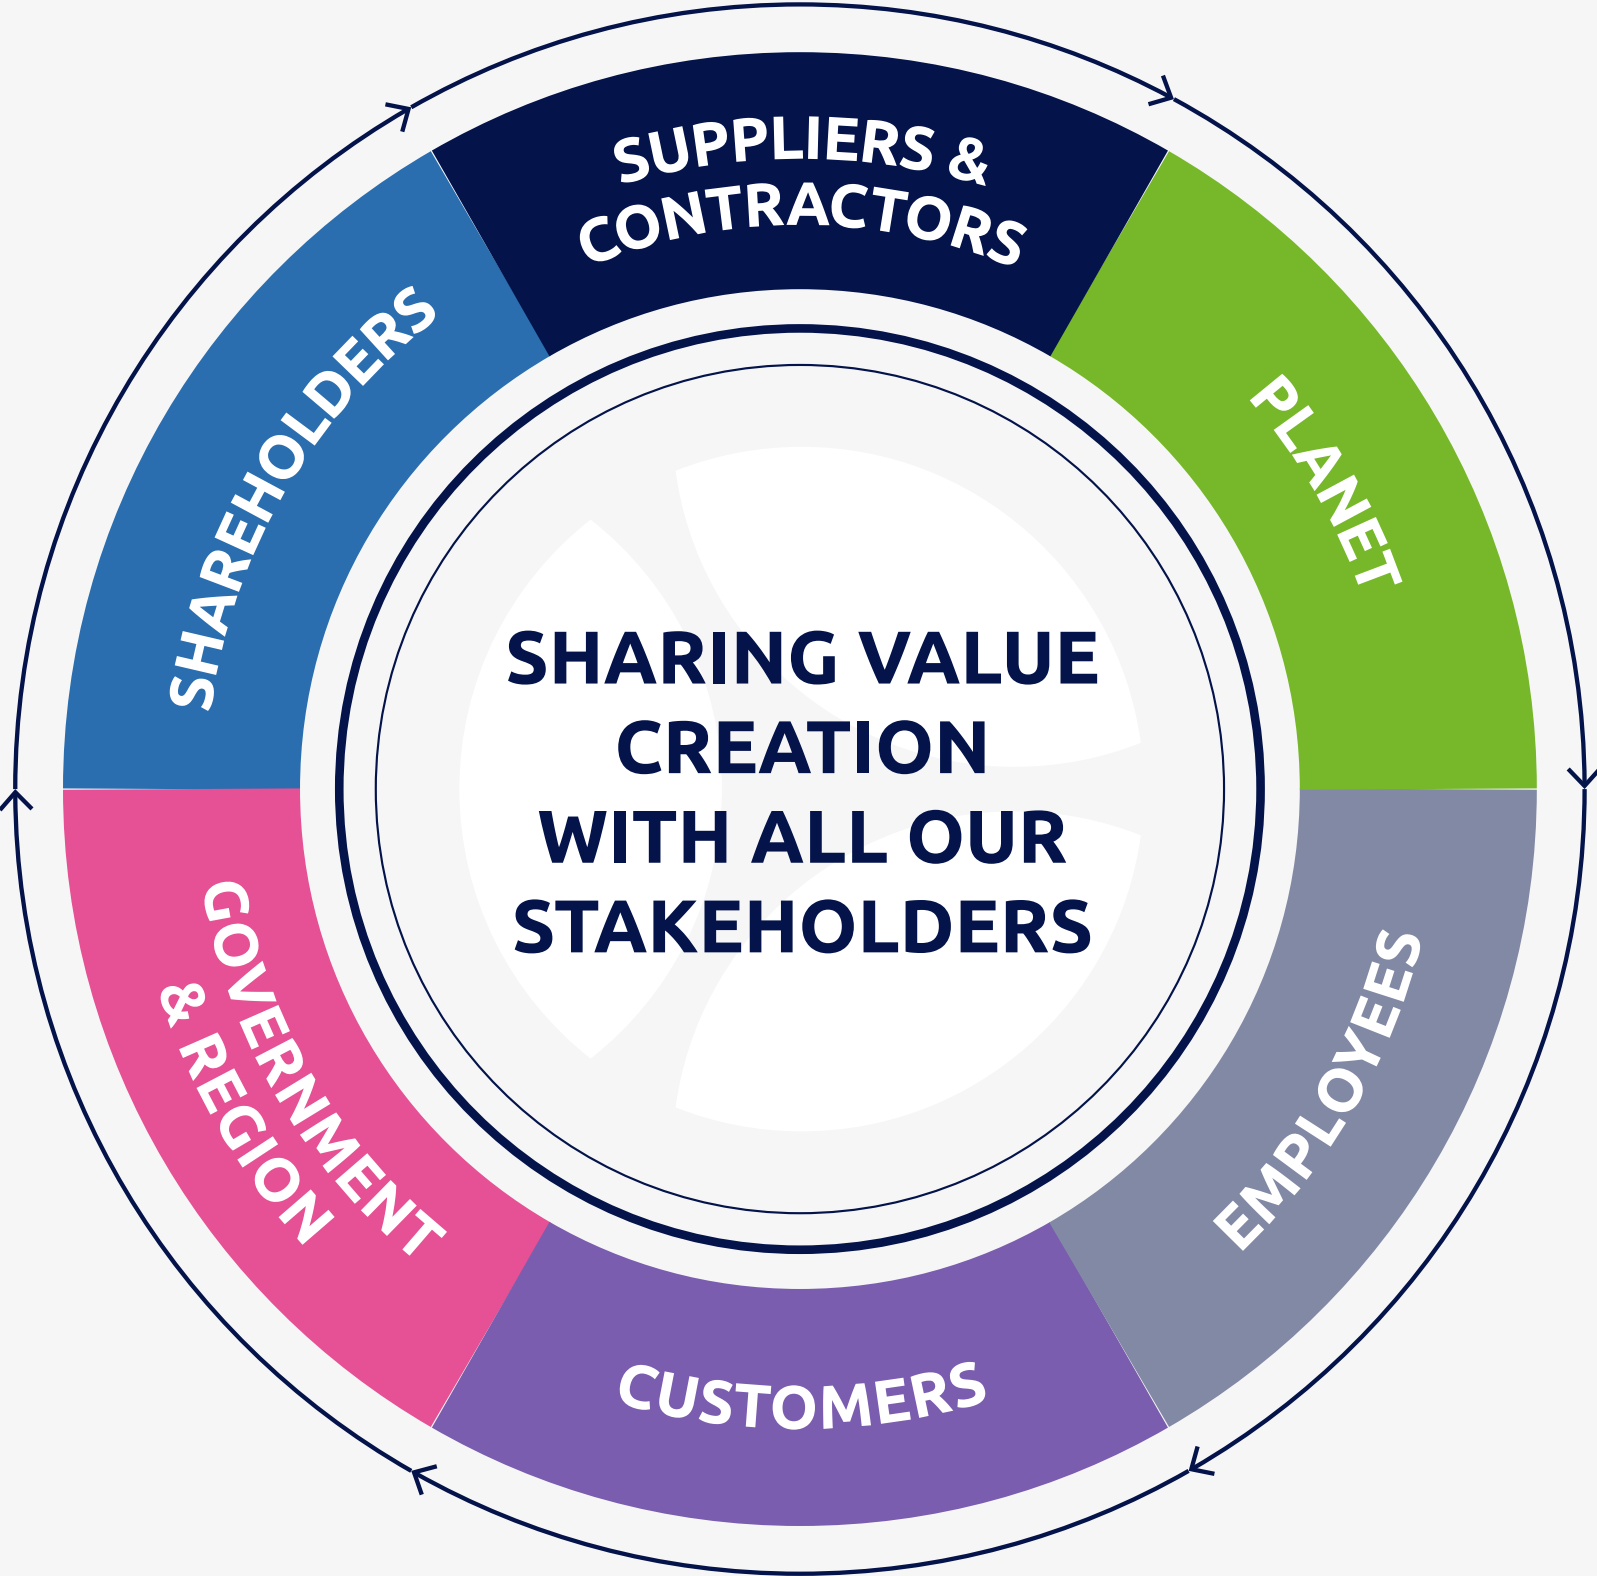 SUPPLIERS &
CONTRACTORS
PLANET
EMPLOYEES
CUSTOMERS
GOVERNMENT
& REGION
SHAREHOLDERS
SHARING VALUE
CREATION
WITH ALL OUR
STAKEHOLDERS